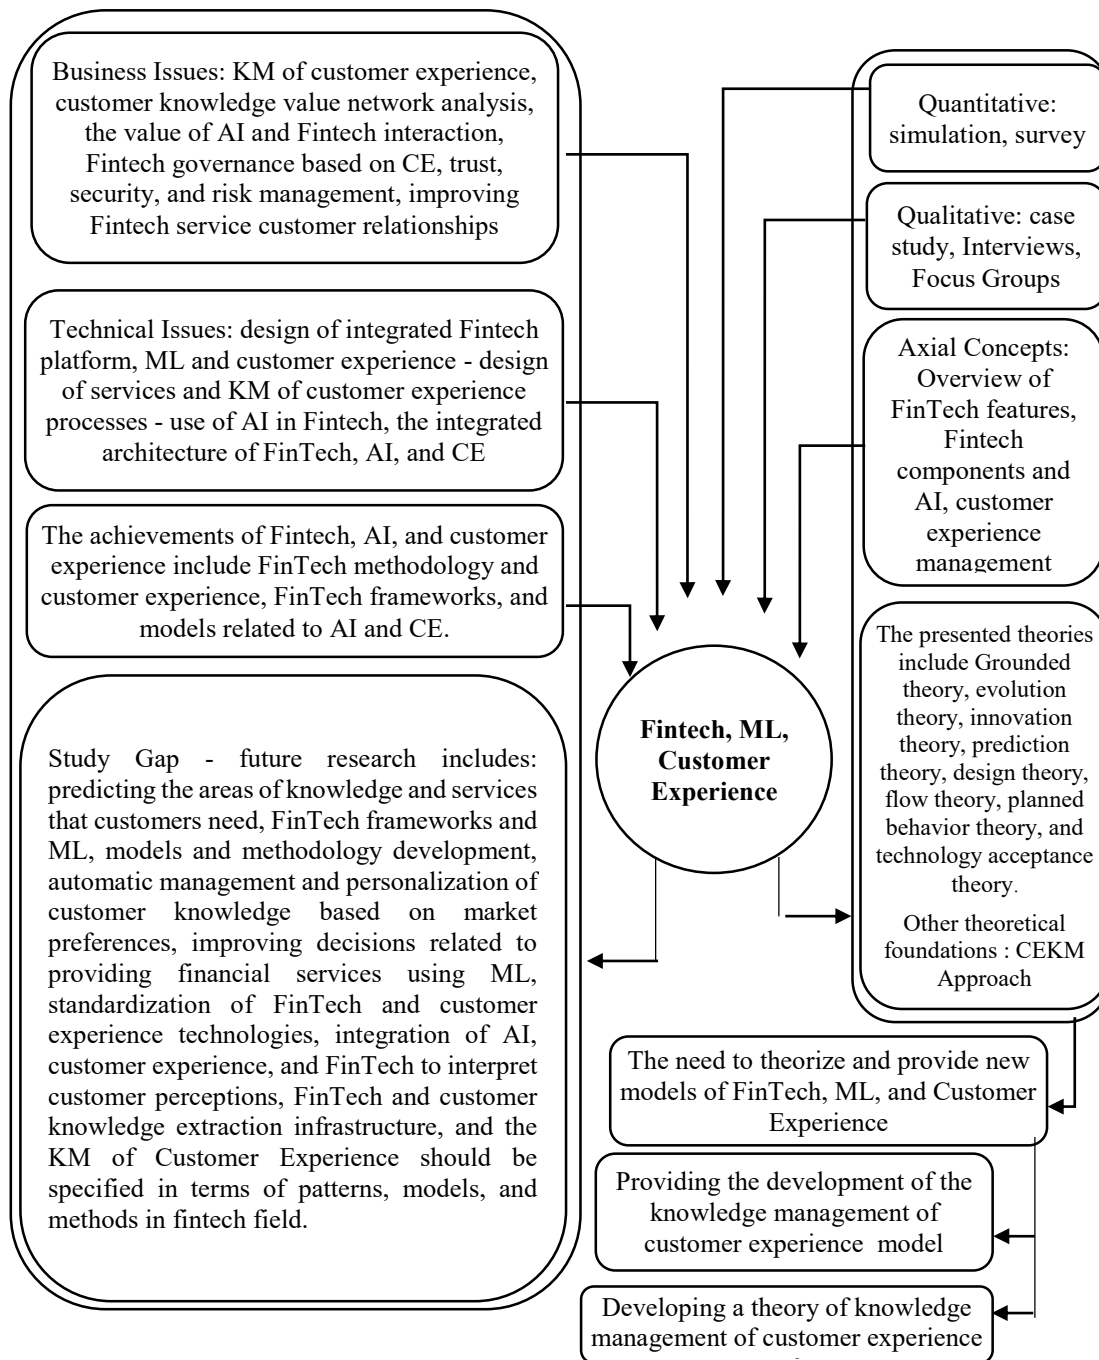 Business Issues: KM of customer experience,
customer knowledge value network analysis,
the value of AI and Fintech interaction,
Fintech governance based on CE, trust,
security, and risk management, improving
Fintech service customer relationships
Technical Issues: design of integrated Fintech
platform, ML and customer experience - design
of services and KM of customer experience
processes - use of AI in Fintech, the integrated
architecture of FinTech, AI, and CE
The achievements of Fintech, AI, and customer
experience include FinTech methodology and
customer experience, FinTech frameworks, and
models related to AI and CE.
Study Gap - future research includes:
predicting the areas of knowledge and services
that customers need, FinTech frameworks and
ML, models and methodology development,
automatic management and personalization of
customer knowledge based on market
preferences, improving decisions related to
providing financial services using ML,
standardization of FinTech and customer
experience technologies, integration of AI,
customer experience, and FinTech to interpret
customer perceptions, FinTech and customer
knowledge extraction infrastructure, and the
KM of Customer Experience should be
specified in terms of patterns, models, and
methods in fintech field.
Fintech, ML,
Customer
Experience
Quantitative:
simulation, survey
Qualitative: case
study, Interviews,
Focus Groups
Axial Concepts:
Overview of
FinTech features,
Fintech
components and
AI, customer
experience
management
The presented theories
include Grounded
theory, evolution
theory, innovation
theory, prediction
theory, design theory,
flow theory, planned
behavior theory, and
technology acceptance
theory.
Other theoretical
foundations : CEKM
Approach
The need to theorize and provide new
models of FinTech, ML, and Customer
Experience
Providing the development of the
knowledge management of
customer experience model
Developing a theory of knowledge
management of customer experience